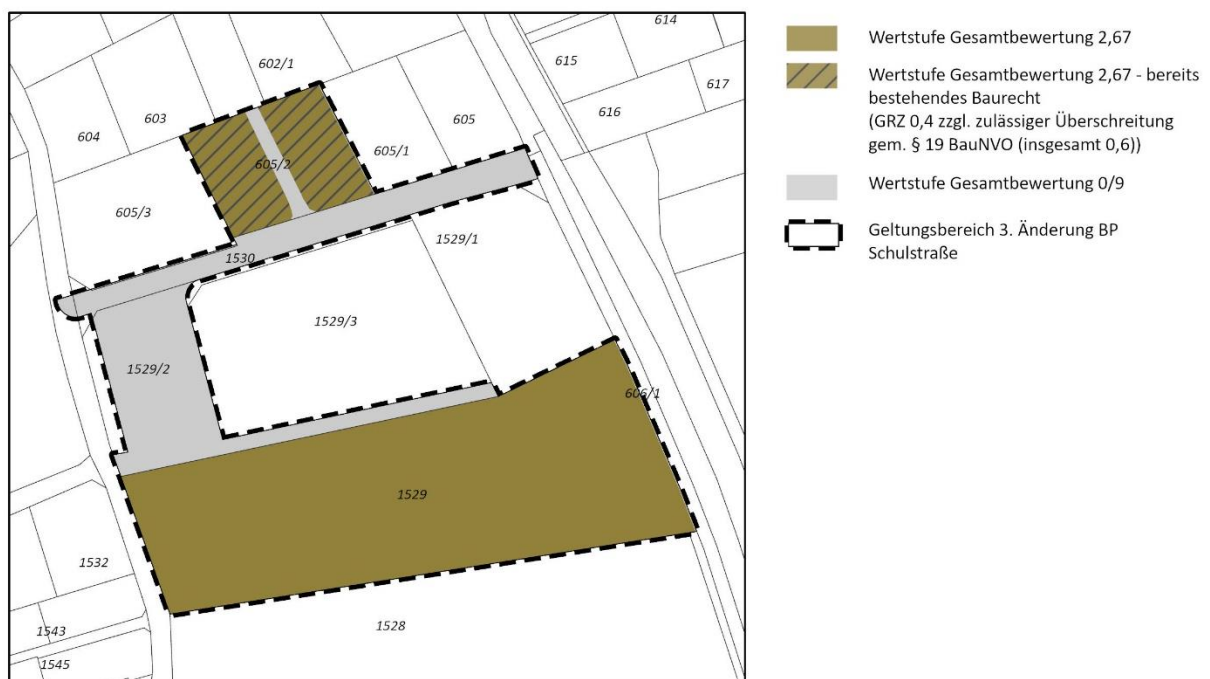 614
602/1
615
617
603
616
604
605
605/2
605/1
605/3
1529/1
1530
1529/3
1529/2
606/1
1529
1532
1528
1543
1545
Wertstufe Gesamtbewertung 2,67
Wertstufe Gesamtbewertung 2,67 - bereits
bestehendes Baurecht
(GRZ 0,4 zzgl. zulässiger Überschreitung
gem. § 19 BauNVO (insgesamt 0,6))
Wertstufe Gesamtbewertung 0/9
Geltungsbereich 3. Änderung BP
Schulstraße